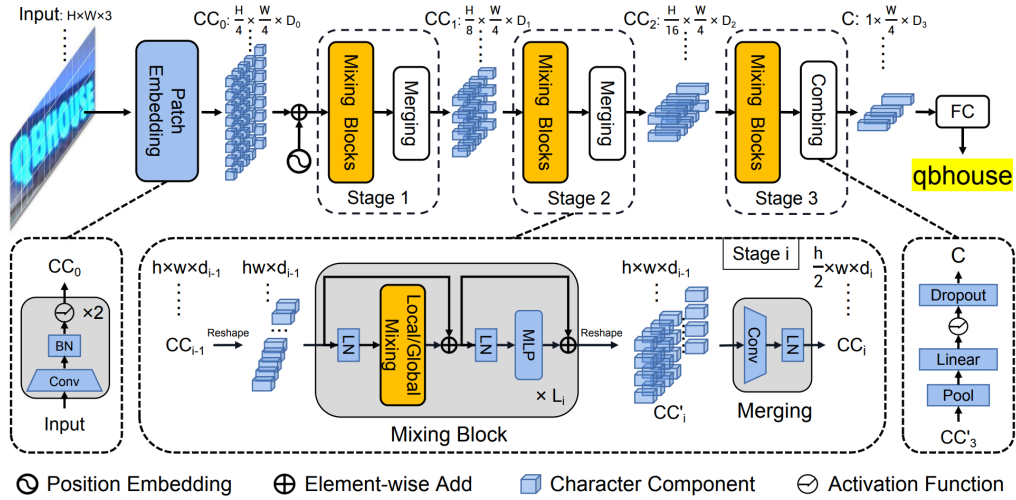 Input: H×W×3
CC₀: H/4 × W/4 × D₀
CC₁: H/8 × W/4 × D₁
CC₂: H/16 × W/4 × D₂
C: 1 × W/4 × D₃
QBHOUSE
Patch Embedding
Mixing Blocks
Merging
Stage 1
Mixing Blocks
Merging
Stage 2
Mixing Blocks
Combing
Stage 3
FC
qbhouse
CC₀
×2
BN
Conv
Input
Stage i
h×w×dᵢ₋₁
hw×dᵢ₋₁
h×w×dᵢ₋₁
h/2 ×w×dᵢ
CCᵢ₋₁
Reshape
LN
Local/Global Mixing
LN
MLP
× Lᵢ
Mixing Block
Reshape
CC'ᵢ
Conv
LN
Merging
CCᵢ
C
Dropout
Linear
Pool
CC'₃
Position Embedding
Element-wise Add
Character Component
Activation Function